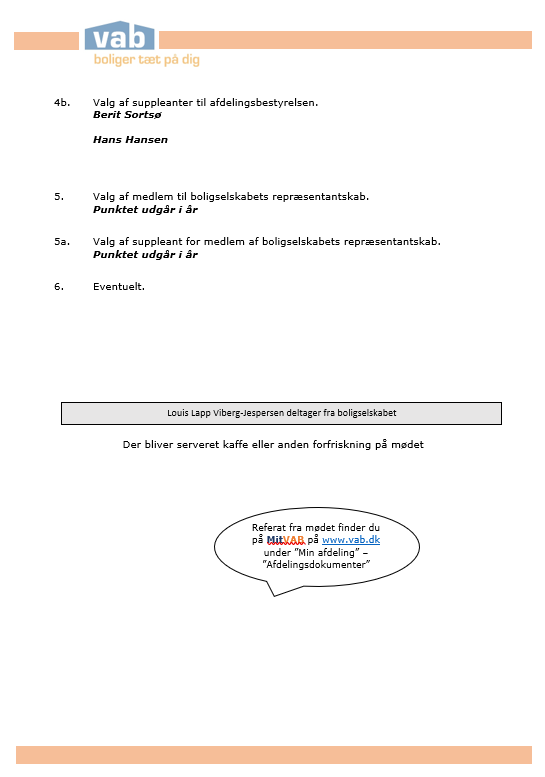 vab
boliger tæt på dig
4b. Valg af suppleanter til afdelingsbestyrelsen.
Berit Sortsø
Hans Hansen
5. Valg af medlem til boligselskabets repræsentantskab.
Punktet udgår i år
5a. Valg af suppleant for medlem af boligselskabets repræsentantskab.
Punktet udgår i år
6. Eventuelt.
Louis Lapp Viberg-Jespersen deltager fra boligselskabet
Der bliver serveret kaffe eller anden forfriskning på mødet
Referat fra mødet finder du
på MitVAB på www.vab.dk
under ”Min afdeling” –
”Afdelingsdokumenter”